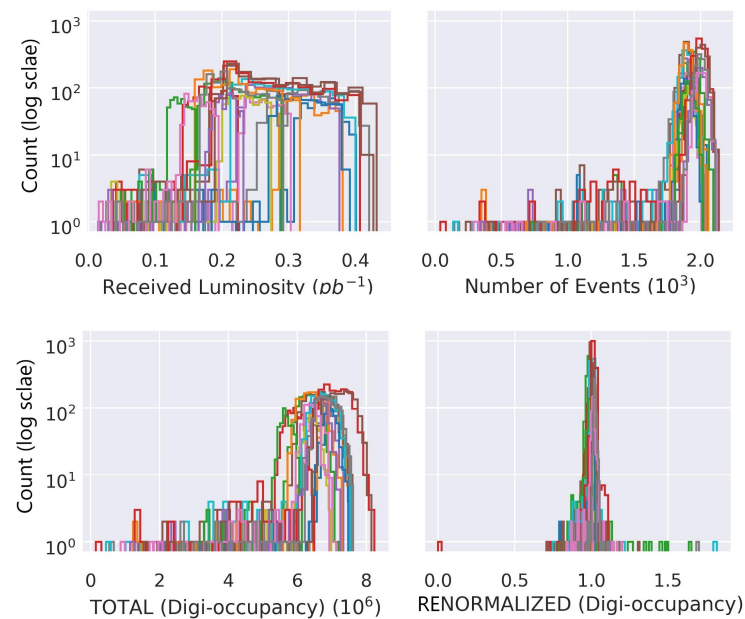 10³
10²
10¹
10⁰
Count (log sclae)
0.0 0.1 0.2 0.3 0.4
Received Luminosity (pb⁻¹)
0.0 0.5 1.0 1.5 2.0
Number of Events (10³)
10³
10²
10¹
10⁰
Count (log sclae)
0 2 4 6 8
TOTAL (Digi-occupancy) (10⁶)
0.0 0.5 1.0 1.5
RENORMALIZED (Digi-occupancy)